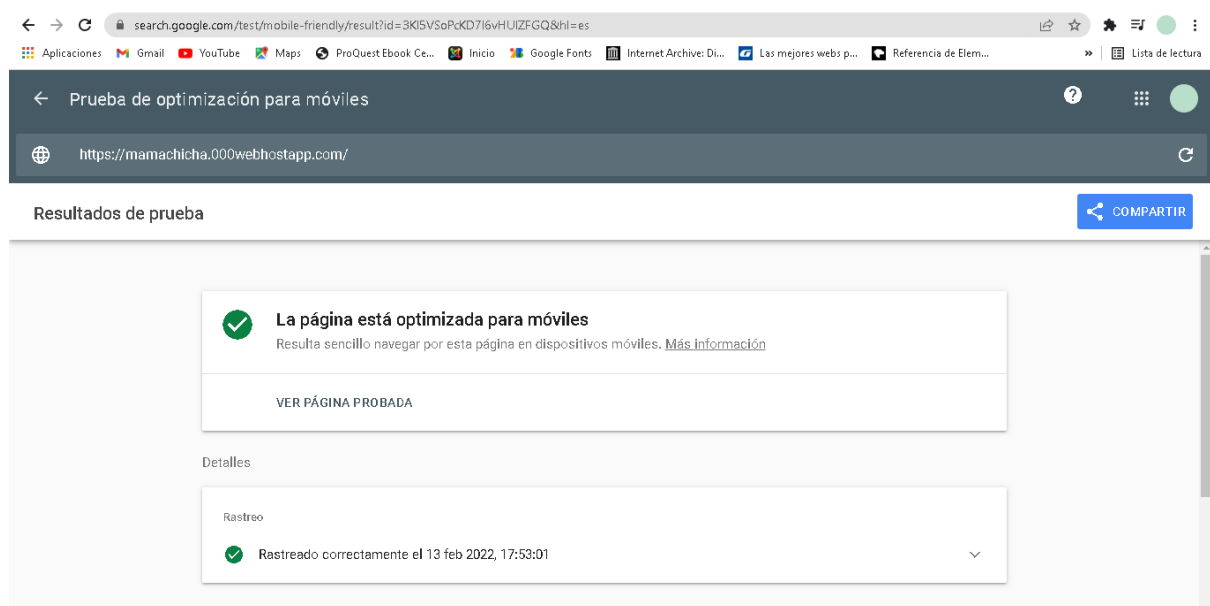 search.google.com/test/mobile-friendly/result?id=3KI5VSoPcKD7I6vHUIZFGQ&hl=es
Aplicaciones Gmail YouTube Maps ProQuest Ebook Ce... Inicio Google Fonts Internet Archive: Di... Las mejores webs p... Referencia de Elem... » Lista de lectura
Prueba de optimización para móviles
https://mamachicha.000webhostapp.com/
Resultados de prueba
COMPARTIR
La página está optimizada para móviles
Resulta sencillo navegar por esta página en dispositivos móviles. Más información
VER PÁGINA PROBADA
Detalles
Rastreo
Rastreado correctamente el 13 feb 2022, 17:53:01